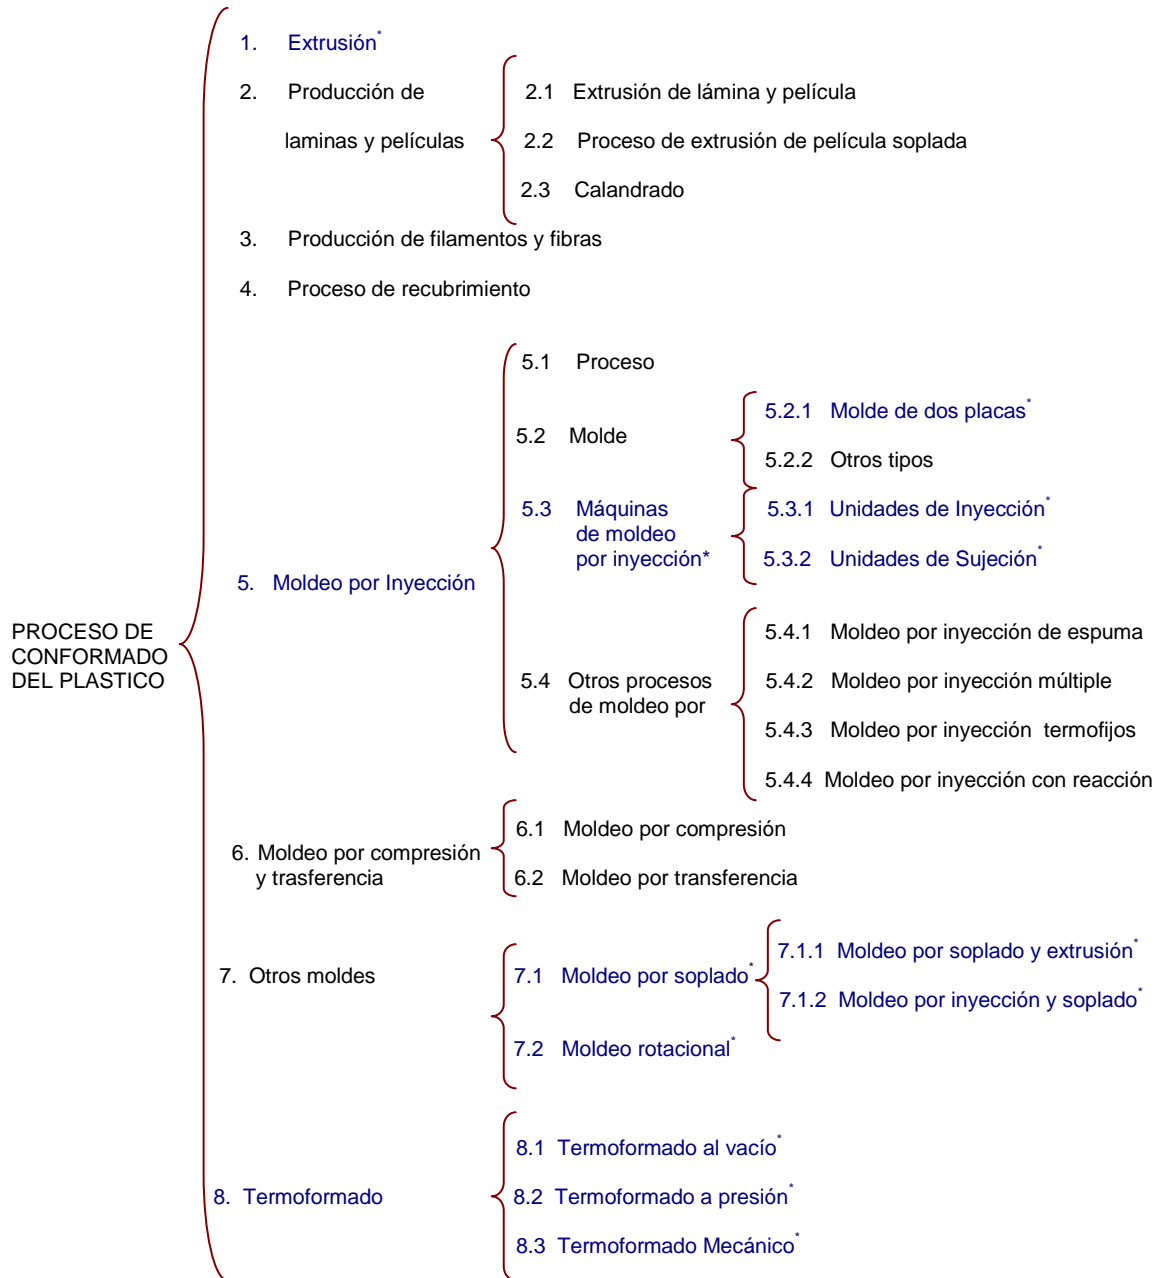 1. Extrusión*
2. Producción de
laminas y películas
2.1 Extrusión de lámina y película
2.2 Proceso de extrusión de película soplada
2.3 Calandrado
3. Producción de filamentos y fibras
4. Proceso de recubrimiento
5. Moldeo por Inyección
5.1 Proceso
5.2 Molde
5.2.1 Molde de dos placas*
5.2.2 Otros tipos
5.3 Máquinas
de moldeo
por inyección*
5.3.1 Unidades de Inyección*
5.3.2 Unidades de Sujeción*
PROCESO DE
CONFORMADO
DEL PLASTICO
5.4 Otros procesos
de moldeo por
5.4.1 Moldeo por inyección de espuma
5.4.2 Moldeo por inyección múltiple
5.4.3 Moldeo por inyección termofijos
5.4.4 Moldeo por inyección con reacción
6. Moldeo por compresión
y trasferencia
6.1 Moldeo por compresión
6.2 Moldeo por transferencia
7. Otros moldes
7.1 Moldeo por soplado*
7.1.1 Moldeo por soplado y extrusión*
7.1.2 Moldeo por inyección y soplado*
7.2 Moldeo rotacional*
8. Termoformado
8.1 Termoformado al vacío*
8.2 Termoformado a presión*
8.3 Termoformado Mecánico*